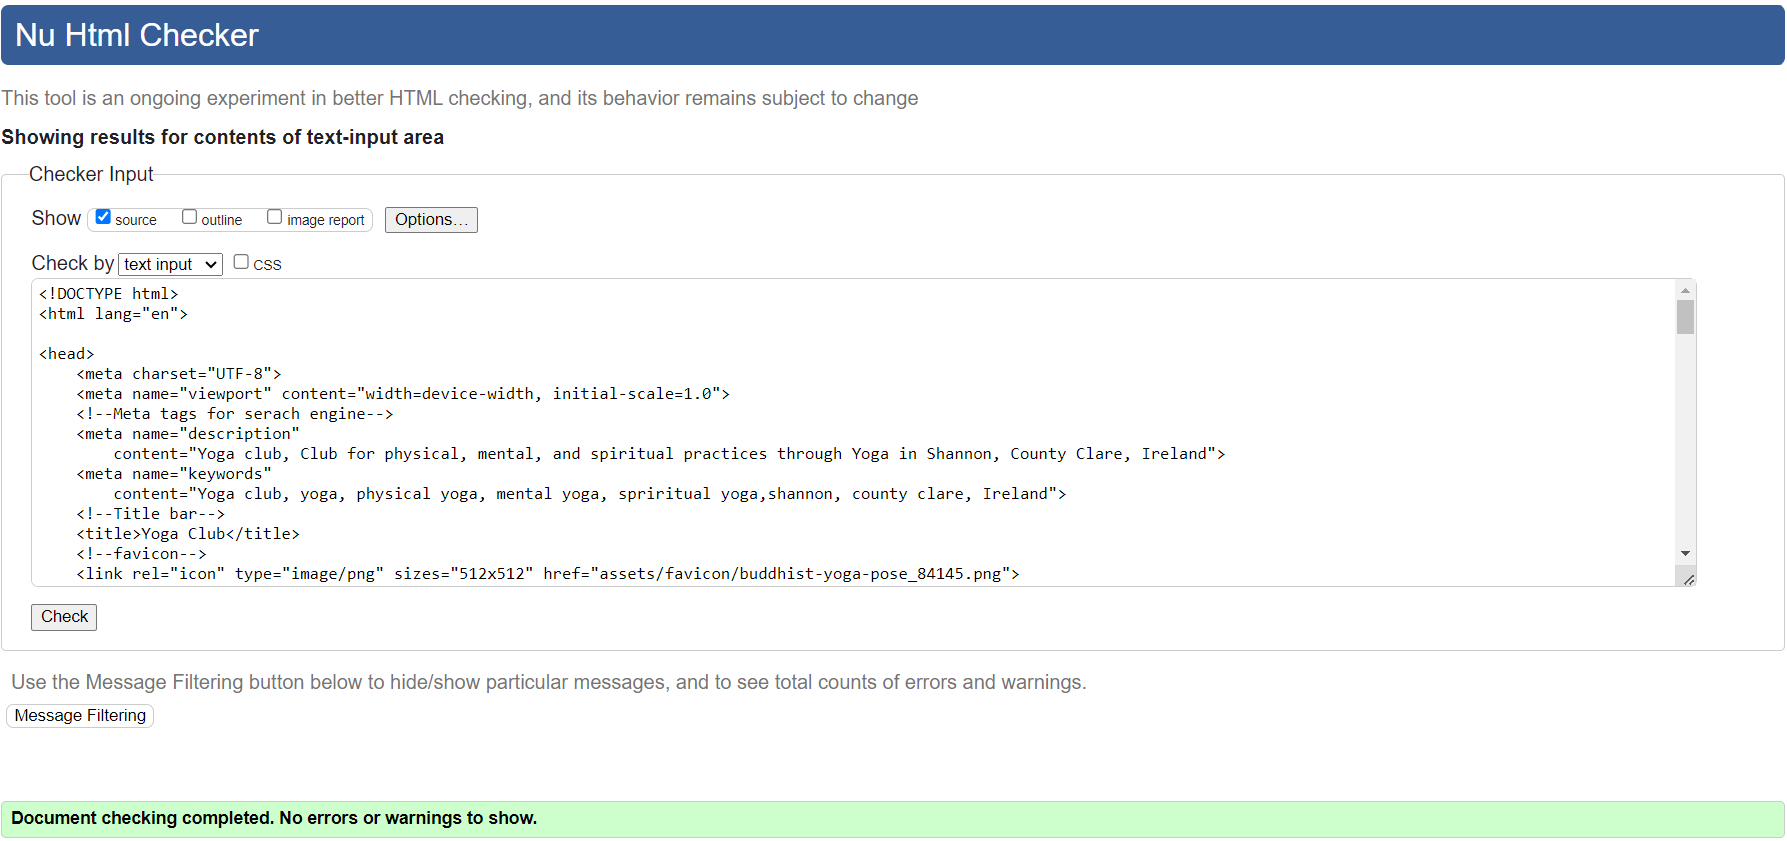 Nu Html Checker
This tool is an ongoing experiment in better HTML checking, and its behavior remains subject to change
Showing results for contents of text-input area
Checker Input
Show source outline image report Options...
Check by text input CSS
<!DOCTYPE html>
<html lang="en">
<head>
<meta charset="UTF-8">
<meta name="viewport" content="width=device-width, initial-scale=1.0">
<!--Meta tags for serach engine-->
<meta name="description"
content="Yoga club, Club for physical, mental, and spiritual practices through Yoga in Shannon, County Clare, Ireland">
<meta name="keywords"
content="Yoga club, yoga, physical yoga, mental yoga, spriritual yoga,shannon, county clare, Ireland">
<!--Title bar-->
<title>Yoga Club</title>
<!--favicon-->
<link rel="icon" type="image/png" sizes="512x512" href="assets/favicon/buddhist-yoga-pose_84145.png">
Check
Use the Message Filtering button below to hide/show particular messages, and to see total counts of errors and warnings.
Message Filtering
Document checking completed. No errors or warnings to show.